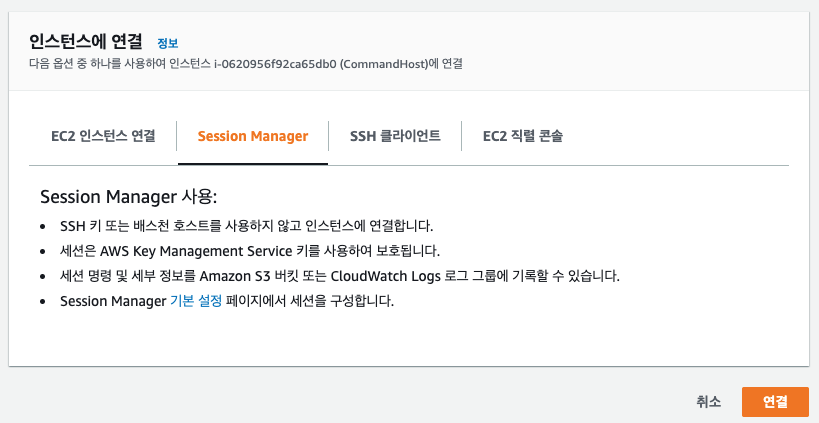 인스턴스에 연결 정보
다음 옵션 중 하나를 사용하여 인스턴스 i-0620956f92ca65db0 (CommandHost)에 연결
EC2 인스턴스 연결
Session Manager
SSH 클라이언트
EC2 직렬 콘솔
Session Manager 사용:
• SSH 키 또는 배스천 호스트를 사용하지 않고 인스턴스에 연결합니다.
• 세션은 AWS Key Management Service 키를 사용하여 보호됩니다.
• 세션 명령 및 세부 정보를 Amazon S3 버킷 또는 CloudWatch Logs 로그 그룹에 기록할 수 있습니다.
• Session Manager 기본 설정 페이지에서 세션을 구성합니다.
취소
연결